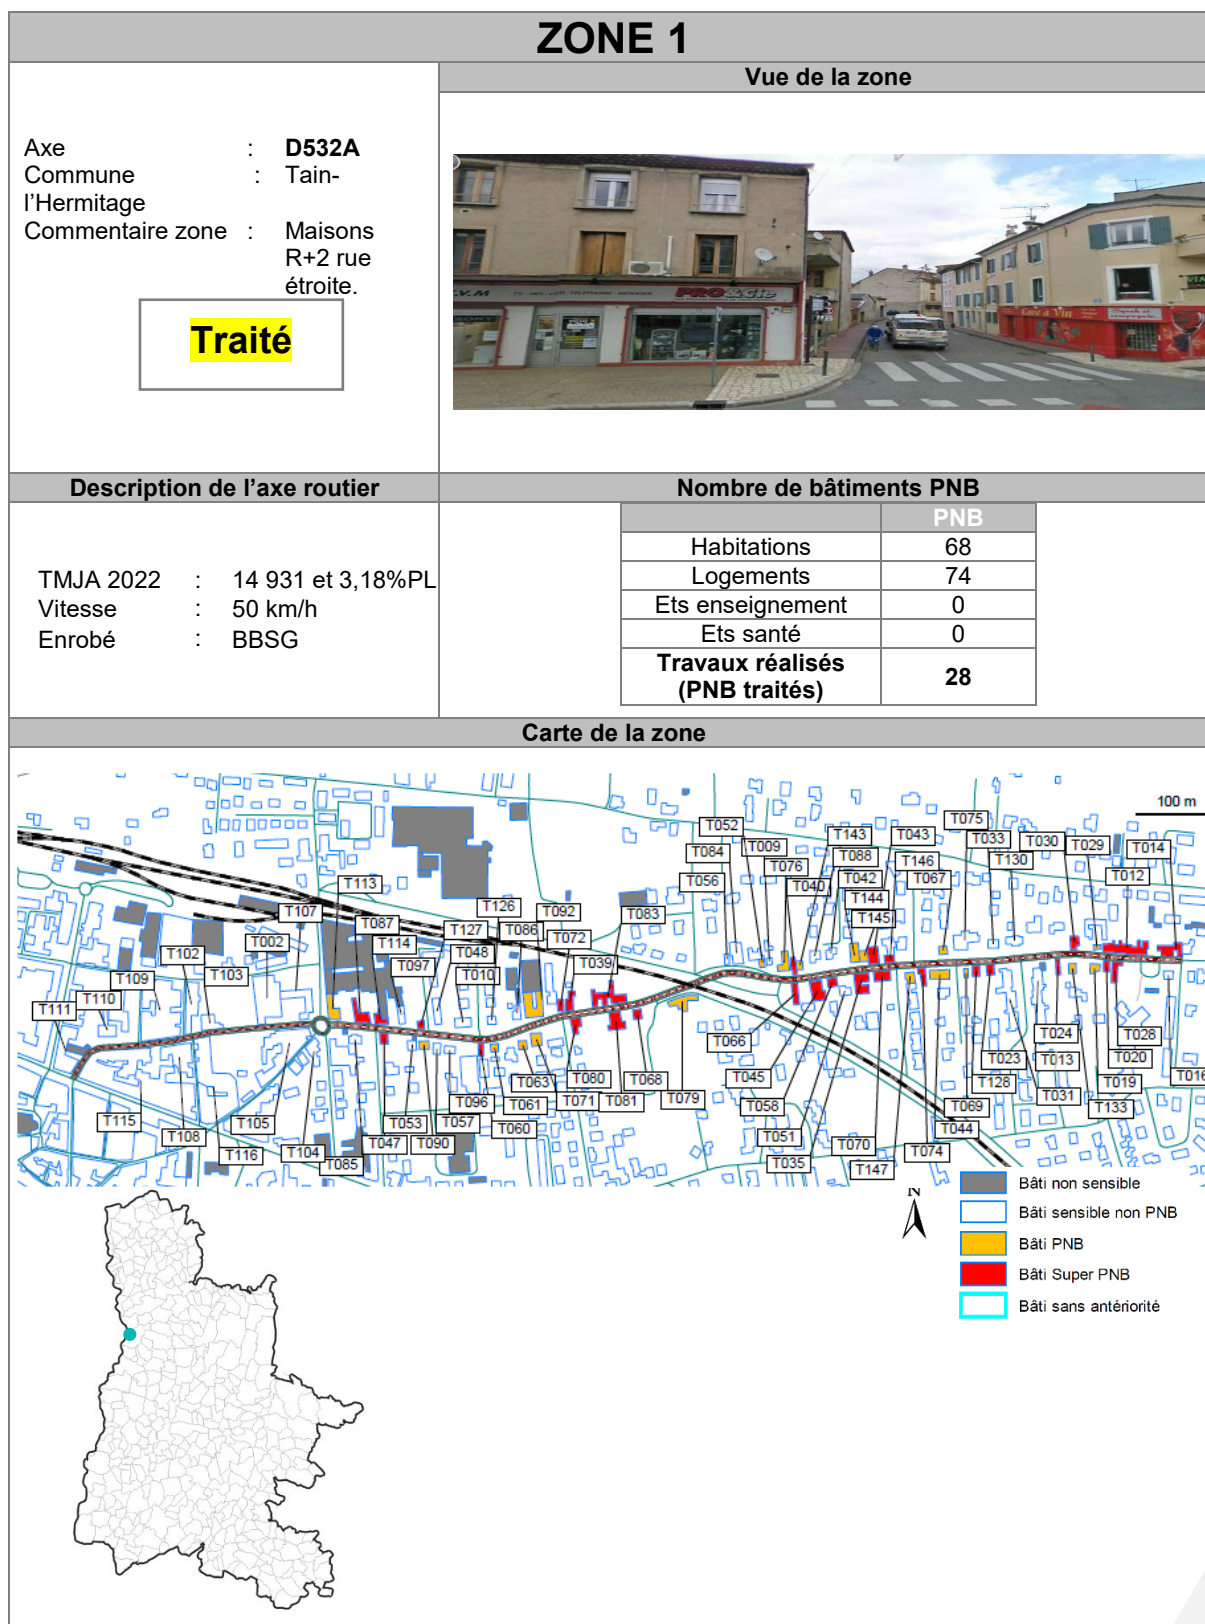 ZONE 1
Axe : D532A
Commune : Tain-
l'Hermitage
Commentaire zone : Maisons
R+2 rue
étroite.
Traité
Vue de la zone
PRO&Cie
Cave à Vin
Description de l'axe routier
TMJA 2022 : 14 931 et 3,18%PL
Vitesse : 50 km/h
Enrobé : BBSG
Nombre de bâtiments PNB
PNB
Habitations 68
Logements 74
Ets enseignement 0
Ets santé 0
Travaux réalisés
(PNB traités) 28
Carte de la zone
100 m
T052 T009 T143 T043 T075
T084 T076 T088 T146 T033 T030 T029 T014
T056 T040 T042 T067 T130 T012
T144
T145
T113
T107 T087 T127 T126 T092 T083
T002 T114 T048 T086 T072
T102 T097 T010 T039
T109 T103
T110
T111
T066 T024 T028
T045 T023 T013 T020
T063 T080 T068 T128 T019 T016
T096 T061 T071 T081 T079 T058 T069 T031 T133
T115 T105 T053 T057 T060 T044
T108 T047 T090 T051 T070 T074
T116 T104 T085 T035 T147
N
Bâti non sensible
Bâti sensible non PNB
Bâti PNB
Bâti Super PNB
Bâti sans antériorité